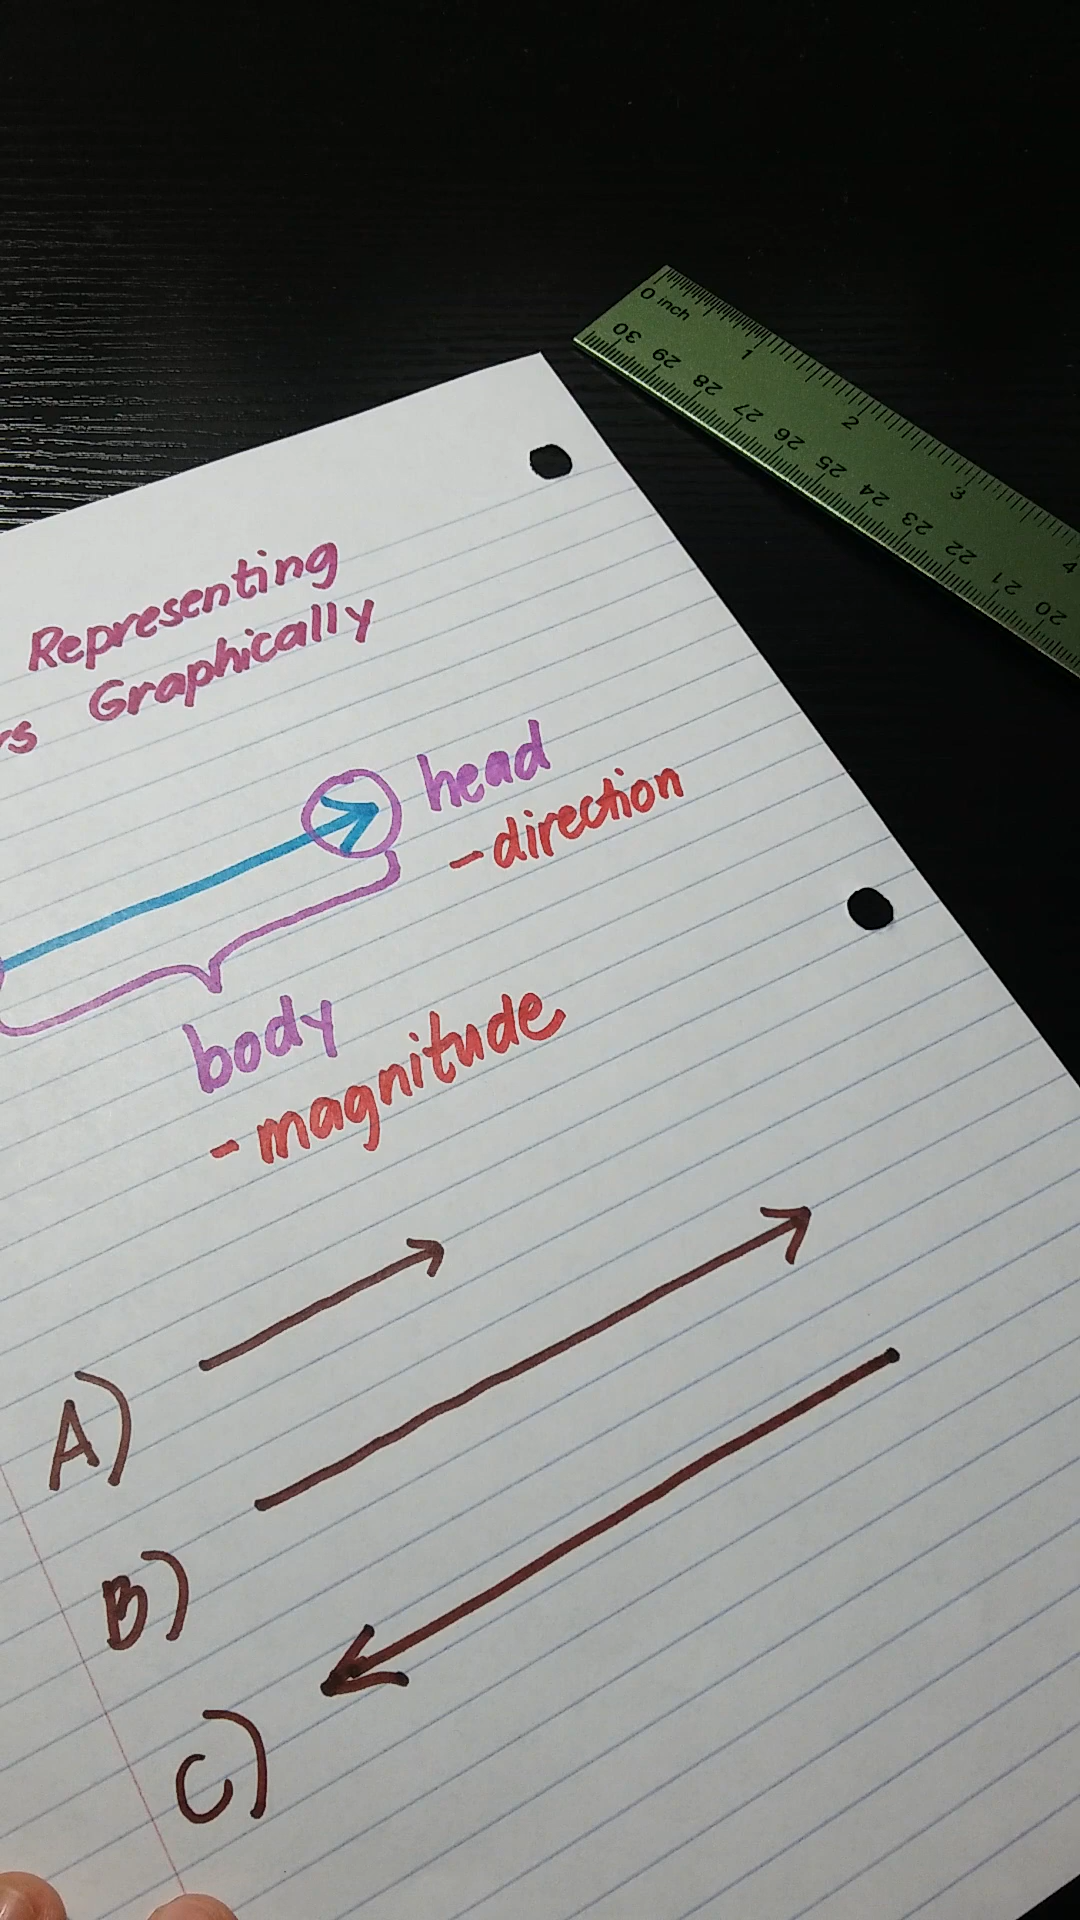 0 inch 1 2 3 4
30 29 28 27 26 25 24 23 22 21 20
Representing
rs Graphically
head
- direction
body
- magnitude
A)
B)
C)